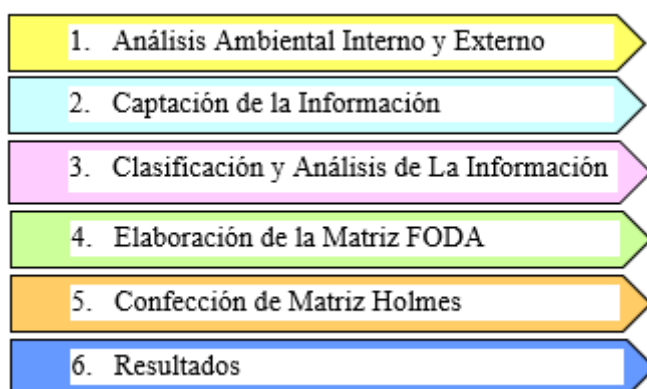 1. Análisis Ambiental Interno y Externo
2. Captación de la Información
3. Clasificación y Análisis de La Información
4. Elaboración de la Matriz FODA
5. Confección de Matriz Holmes
6. Resultados